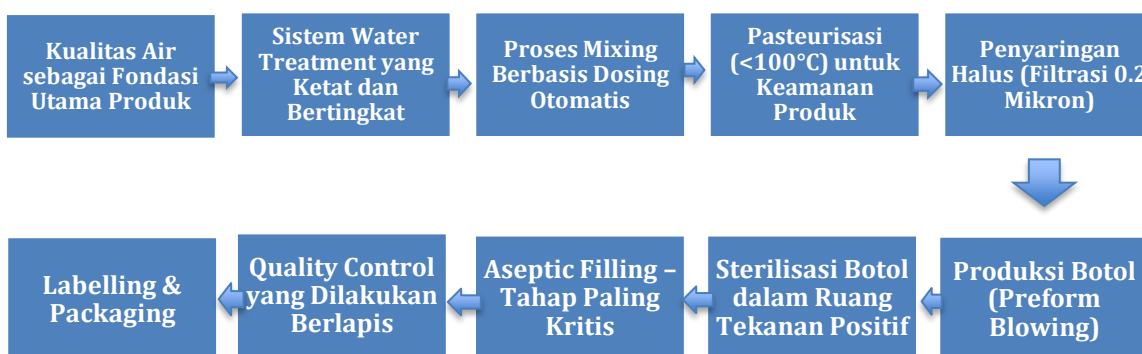 Kualitas Air
sebagai Fondasi
Utama Produk
Sistem Water
Treatment yang
Ketat dan
Bertingkat
Proses Mixing
Berbasis Dosing
Otomatis
Pasteurisasi
(<100°C) untuk
Keamanan
Produk
Penyaringan
Halus (Filtrasi 0.2
Mikron)
Produksi Botol
(Preform
Blowing)
Sterilisasi Botol
dalam Ruang
Tekanan Positif
Aseptic Filling –
Tahap Paling
Kritis
Quality Control
yang Dilakukan
Berlapis
Labelling &
Packaging